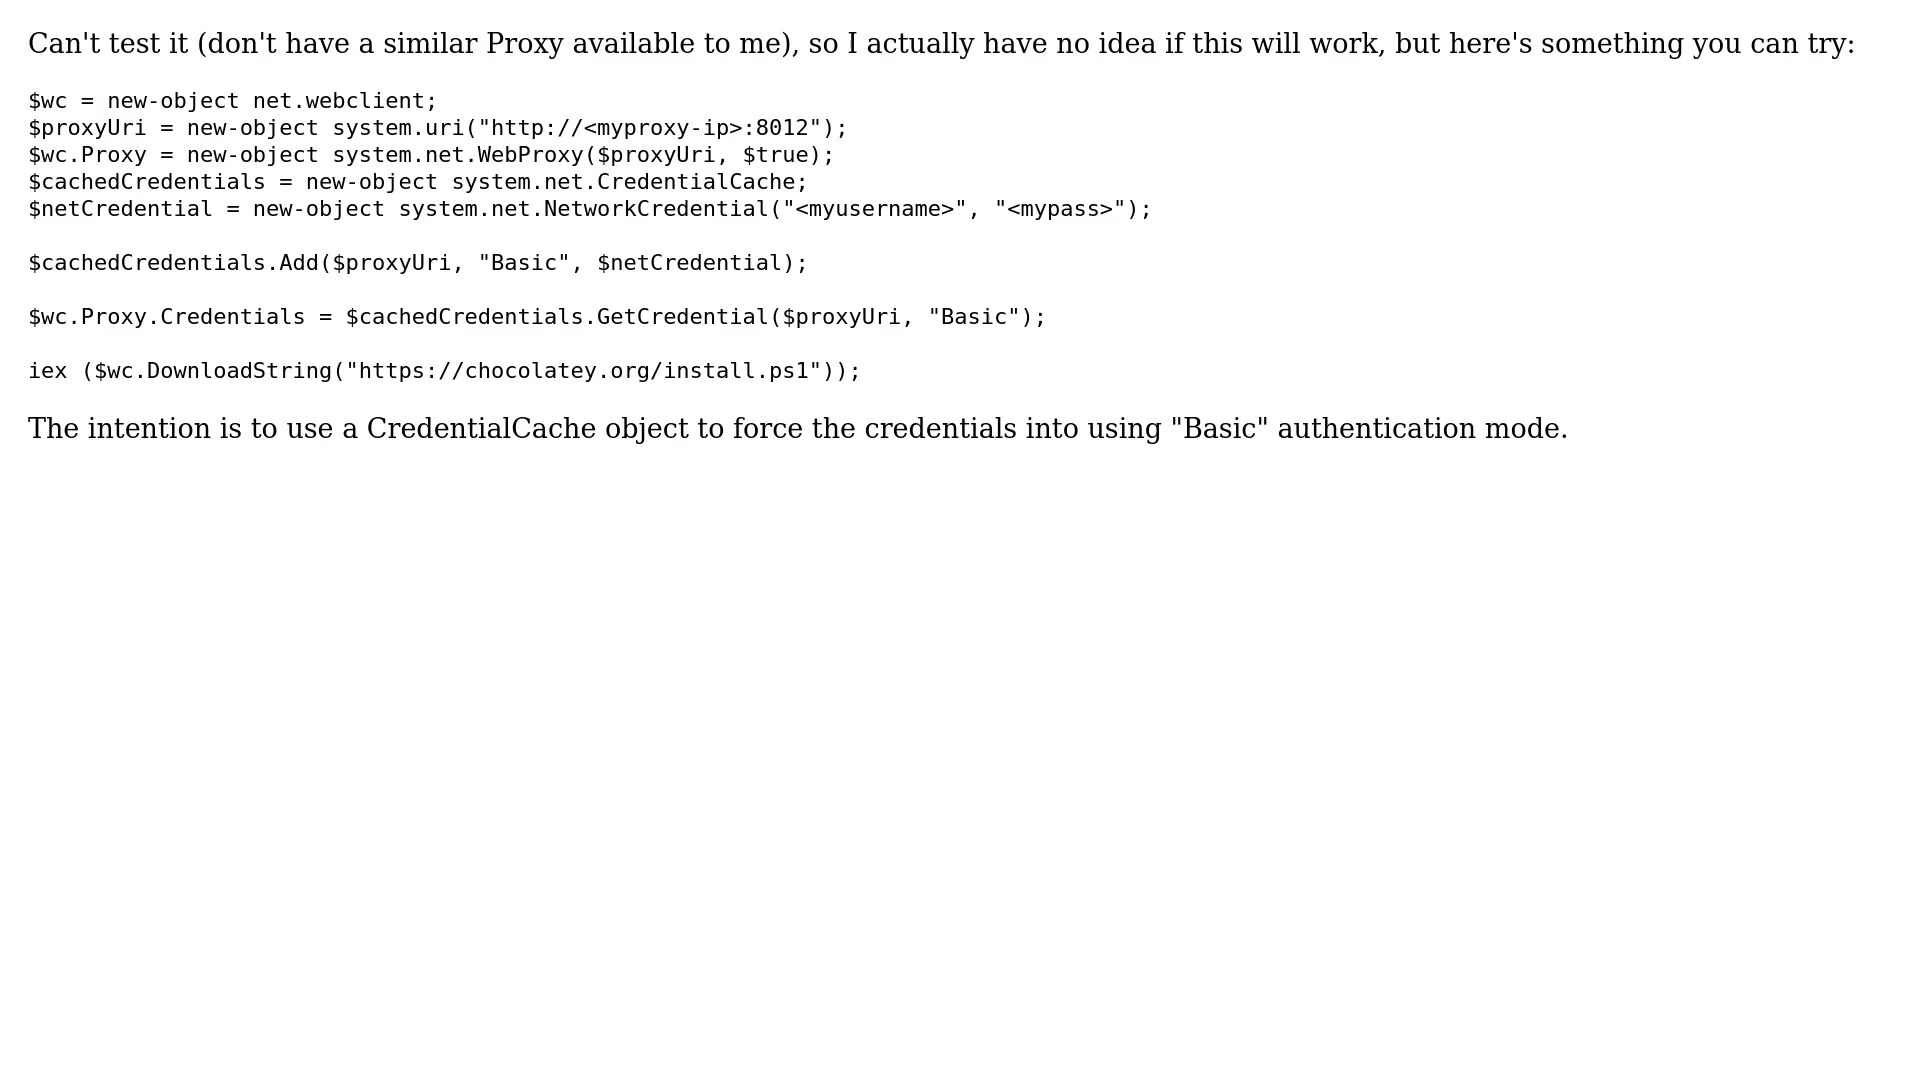 Can't test it (don't have a similar Proxy available to me), so I actually have no idea if this will work, but here's something you can try:
$wc = new-object net.webclient;
$proxyUri = new-object system.uri("http://<myproxy-ip>:8012");
$wc.Proxy = new-object system.net.WebProxy($proxyUri, $true);
$cachedCredentials = new-object system.net.CredentialCache;
$netCredential = new-object system.net.NetworkCredential("<myusername>", "<mypass>");
$cachedCredentials.Add($proxyUri, "Basic", $netCredential);
$wc.Proxy.Credentials = $cachedCredentials.GetCredential($proxyUri, "Basic");
iex ($wc.DownloadString("https://chocolatey.org/install.ps1"));
The intention is to use a CredentialCache object to force the credentials into using "Basic" authentication mode.